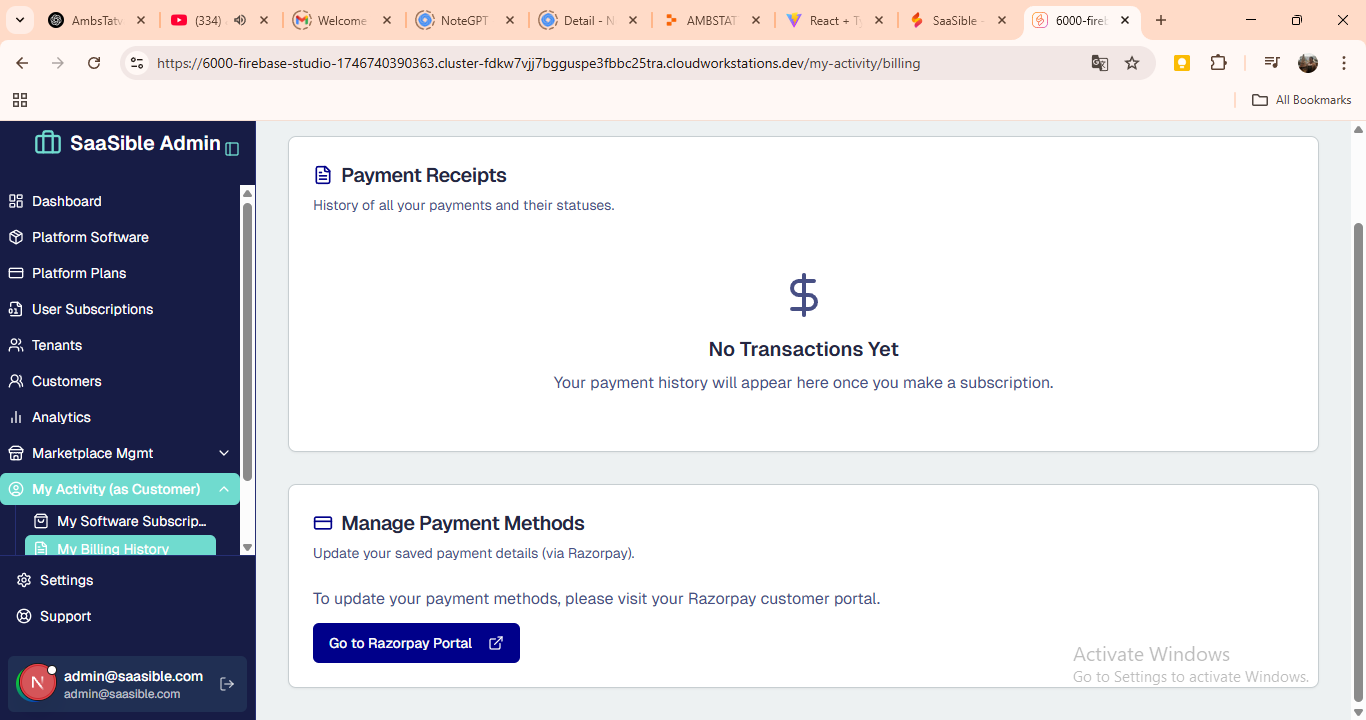 AmbsTatv
(334)
Welcome
NoteGPT
Detail - N
AMBSTAT
React + Ty
SaaSible -
6000-fireb
https://6000-firebase-studio-1746740390363.cluster-fdkw7vjj7bgguspe3fbbc25tra.cloudworkstations.dev/my-activity/billing
All Bookmarks
SaaSible Admin
Dashboard
Platform Software
Platform Plans
User Subscriptions
Tenants
Customers
Analytics
Marketplace Mgmt
My Activity (as Customer)
My Software Subscrip...
My Billing History
Settings
Support
N
admin@saasible.com
admin@saasible.com
Payment Receipts
History of all your payments and their statuses.
$
No Transactions Yet
Your payment history will appear here once you make a subscription.
Manage Payment Methods
Update your saved payment details (via Razorpay).
To update your payment methods, please visit your Razorpay customer portal.
Go to Razorpay Portal
Activate Windows
Go to Settings to activate Windows.